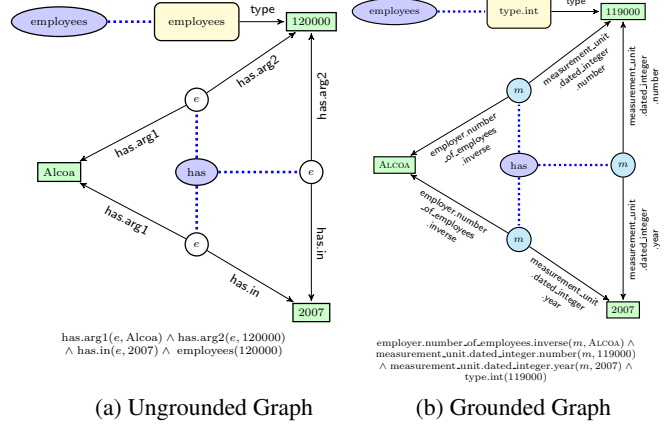 employees
employees
type
120000
has.arg2
e
has.arg1
has.arg2
Alcoa
has
e
has.arg1
e
has.in
has.in
2007
has.arg1(e, Alcoa) ∧ has.arg2(e, 120000)
∧ has.in(e, 2007) ∧ employees(120000)
(a) Ungrounded Graph
employees
type.int
type
119000
measurement_unit
.dated_integer
.number
m
measurement_unit
.dated_integer
.number
employer.number
_of_employees
.inverse
ALCOA
has
m
employer.number
_of_employees
.inverse
m
measurement_unit
.dated_integer
.year
measurement_unit
.dated_integer
.year
2007
employer.number_of_employees.inverse(m, ALCOA) ∧
measurement_unit.dated_integer.number(m, 119000)
∧ measurement_unit.dated_integer.year(m, 2007) ∧
type.int(119000)
(b) Grounded Graph